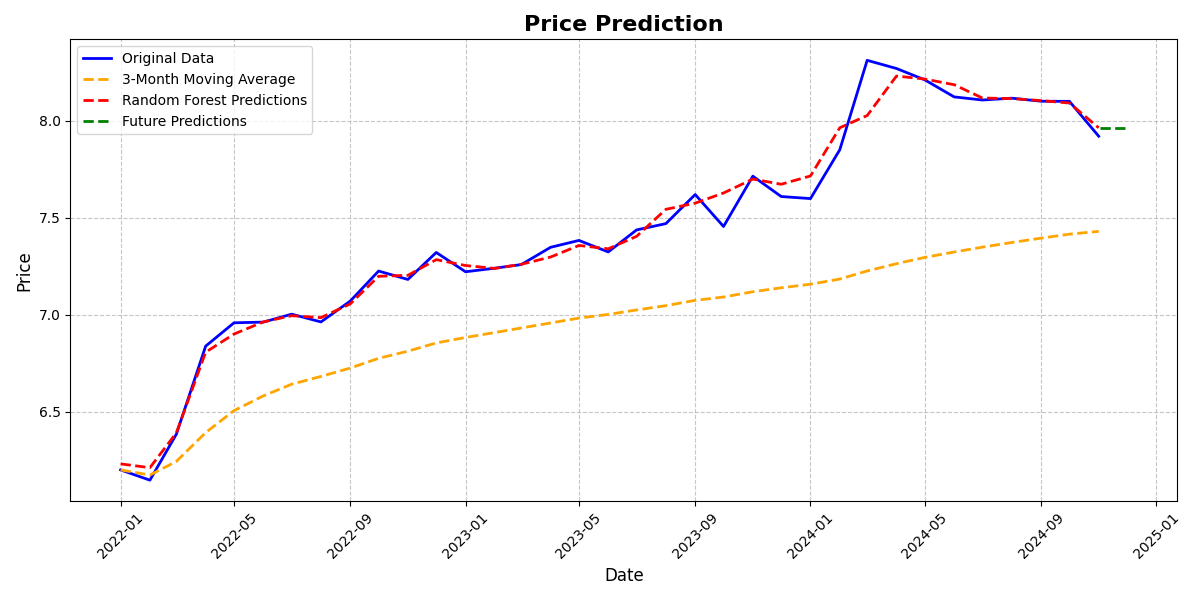 Price Prediction
Original Data
3-Month Moving Average
Random Forest Predictions
Future Predictions
Price
8.0
7.5
7.0
6.5
2022-01
2022-05
2022-09
2023-01
2023-05
2023-09
2024-01
2024-05
2024-09
2025-01
Date